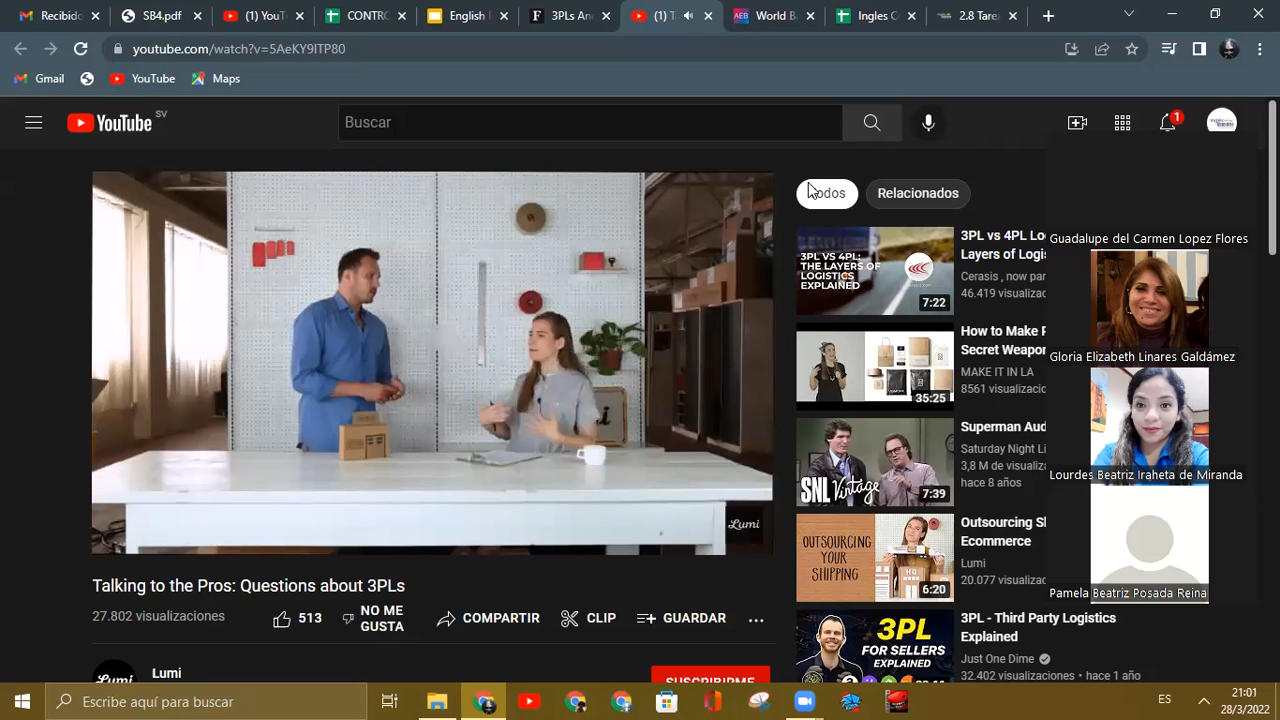 Recibido
SB4.pdf
(1) YouT
CONTRO
English
3PLs An
(1) T
World B
Ingles C
2.8 Tarea
youtube.com/watch?v=5AeKY9ITP80
Gmail
YouTube
Maps
YouTube
SV
Buscar
1
Todos
Relacionados
3PL VS 4PL:
THE LAYERS OF
LOGISTICS
EXPLAINED
7:22
3PL vs 4PL Lo
Layers of Logis
Cerasis , now par
46.419 visualizac
35:25
How to Make P
Secret Weapor
MAKE IT IN LA
8561 visualizacio
SNL Vintage
7:39
Superman Aud
Saturday Night Li
3,8 M de visualiza
hace 8 años
OUTSOURCING
YOUR
SHIPPING
HQ
6:20
Outsourcing Sh
Ecommerce
Lumi
20.077 visualizac
3PL
FOR SELLERS
EXPLAINED
3PL - Third Party Logistics
Explained
Just One Dime
32.402 visualizaciones • hace 1 año
Guadalupe del Carmen Lopez Flores
Gloria Elizabeth Linares Galdámez
Lourdes Beatriz Iraheta de Miranda
Pamela Beatriz Posada Reina
Lumi
Talking to the Pros: Questions about 3PLs
27.802 visualizaciones
513
NO ME
GUSTA
COMPARTIR
CLIP
GUARDAR
Lumi
SUSCRIBIRME
Escribe aquí para buscar
ES
21:01
28/3/2022